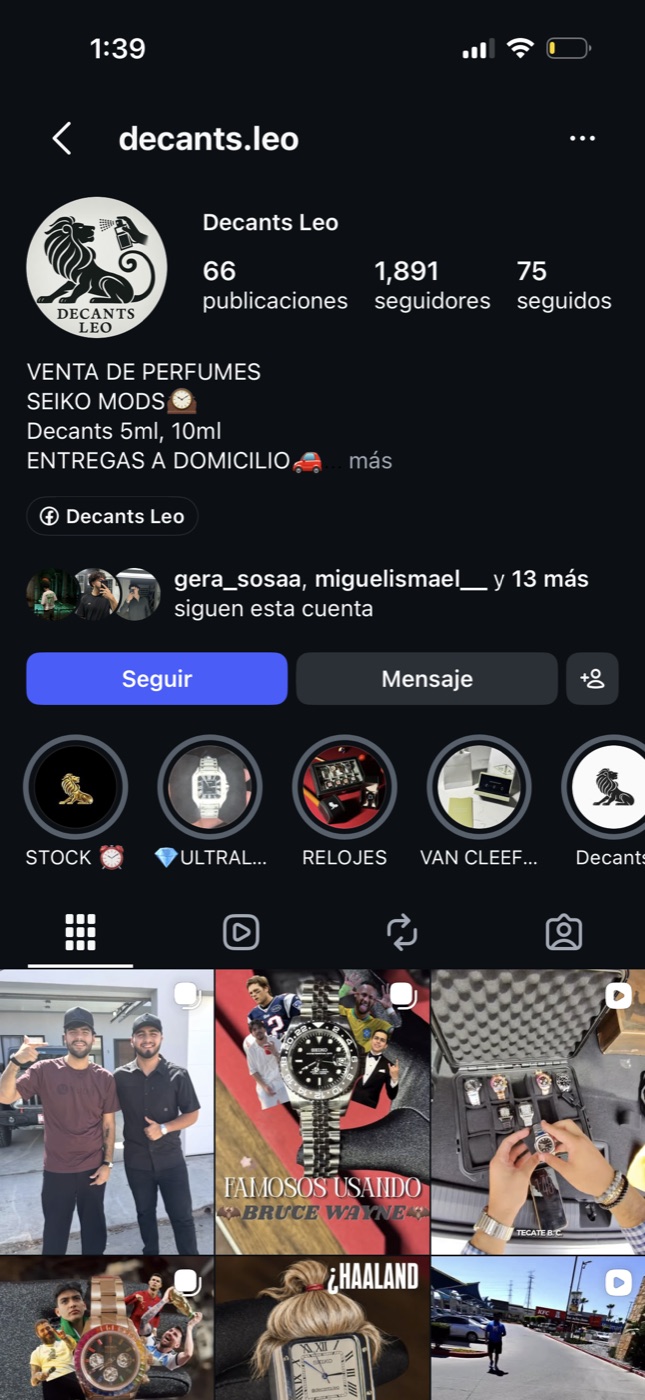 1:39
decants.leo
Decants Leo
66
publicaciones
1,891
seguidores
75
seguidos
DECANTS
LEO
VENTA DE PERFUMES
SEIKO MODS🕰️
Decants 5ml, 10ml
ENTREGAS A DOMICILIO🚗... más
Decants Leo
gera_sosaa, miguelismael__ y 13 más
siguen esta cuenta
Seguir
Mensaje
STOCK ⏰
💎ULTRAL...
RELOJES
VAN CLEEF...
Decants
12
SEIKO
FAMOSOS USANDO
🦇BRUCE WAYNE🦇
TECATE B.C.
¿HAALAND
KFC